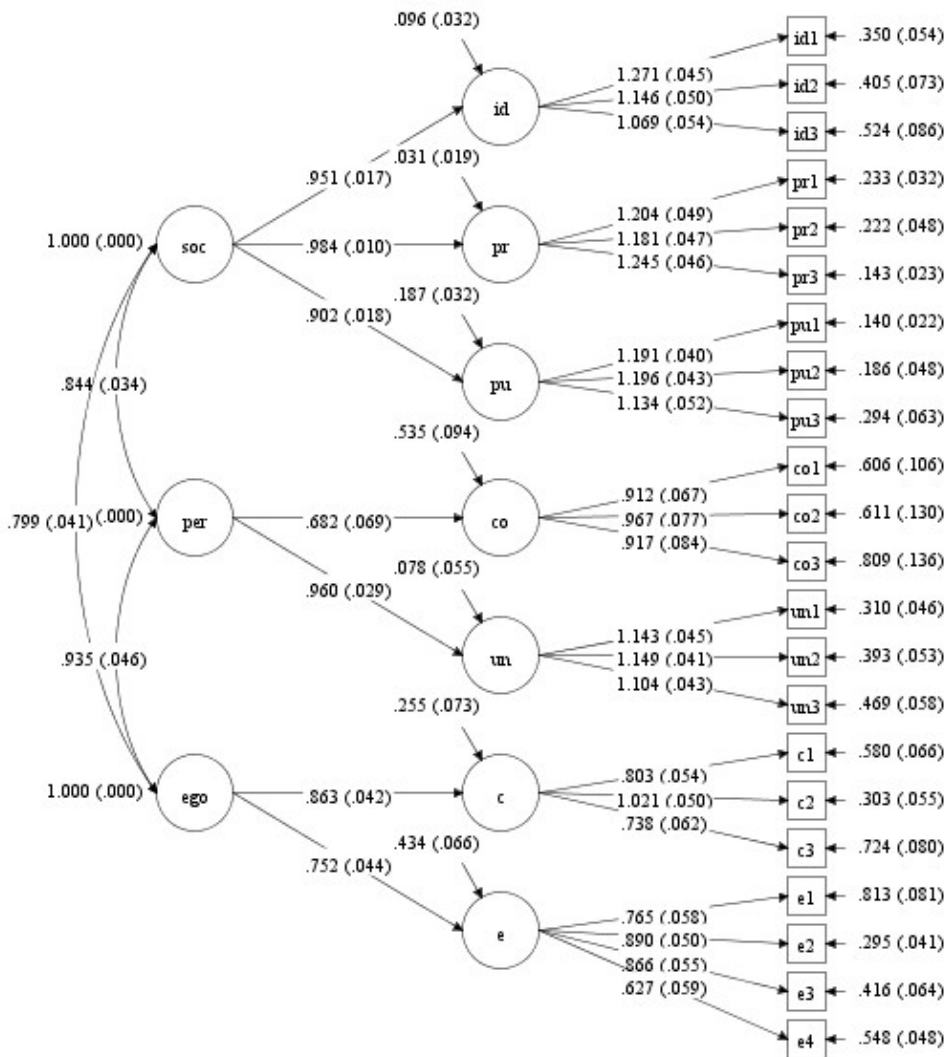 .096 (.032)
id
1.271 (.045)
1.146 (.050)
1.069 (.054)
id1
.350 (.054)
id2
.405 (.073)
id3
.524 (.086)
.951 (.017)
.031 (.019)
pr
1.204 (.049)
1.181 (.047)
1.245 (.046)
pr1
.233 (.032)
pr2
.222 (.048)
pr3
.143 (.023)
1.000 (.000)
soc
.984 (.010)
.902 (.018)
.187 (.032)
pu
1.191 (.040)
1.196 (.043)
1.134 (.052)
pu1
.140 (.022)
pu2
.186 (.048)
pu3
.294 (.063)
.844 (.034)
.535 (.094)
co
.912 (.067)
.967 (.077)
.917 (.084)
co1
.606 (.106)
co2
.611 (.130)
co3
.809 (.136)
.799 (.041)
(.000)
per
.682 (.069)
.960 (.029)
.078 (.055)
un
1.143 (.045)
1.149 (.041)
1.104 (.043)
un1
.310 (.046)
un2
.393 (.053)
un3
.469 (.058)
.935 (.046)
.255 (.073)
c
.803 (.054)
1.021 (.050)
.738 (.062)
c1
.580 (.066)
c2
.303 (.055)
c3
.724 (.080)
1.000 (.000)
ego
.863 (.042)
.752 (.044)
.434 (.066)
e
.765 (.058)
.890 (.050)
.866 (.055)
.627 (.059)
e1
.813 (.081)
e2
.295 (.041)
e3
.416 (.064)
e4
.548 (.048)